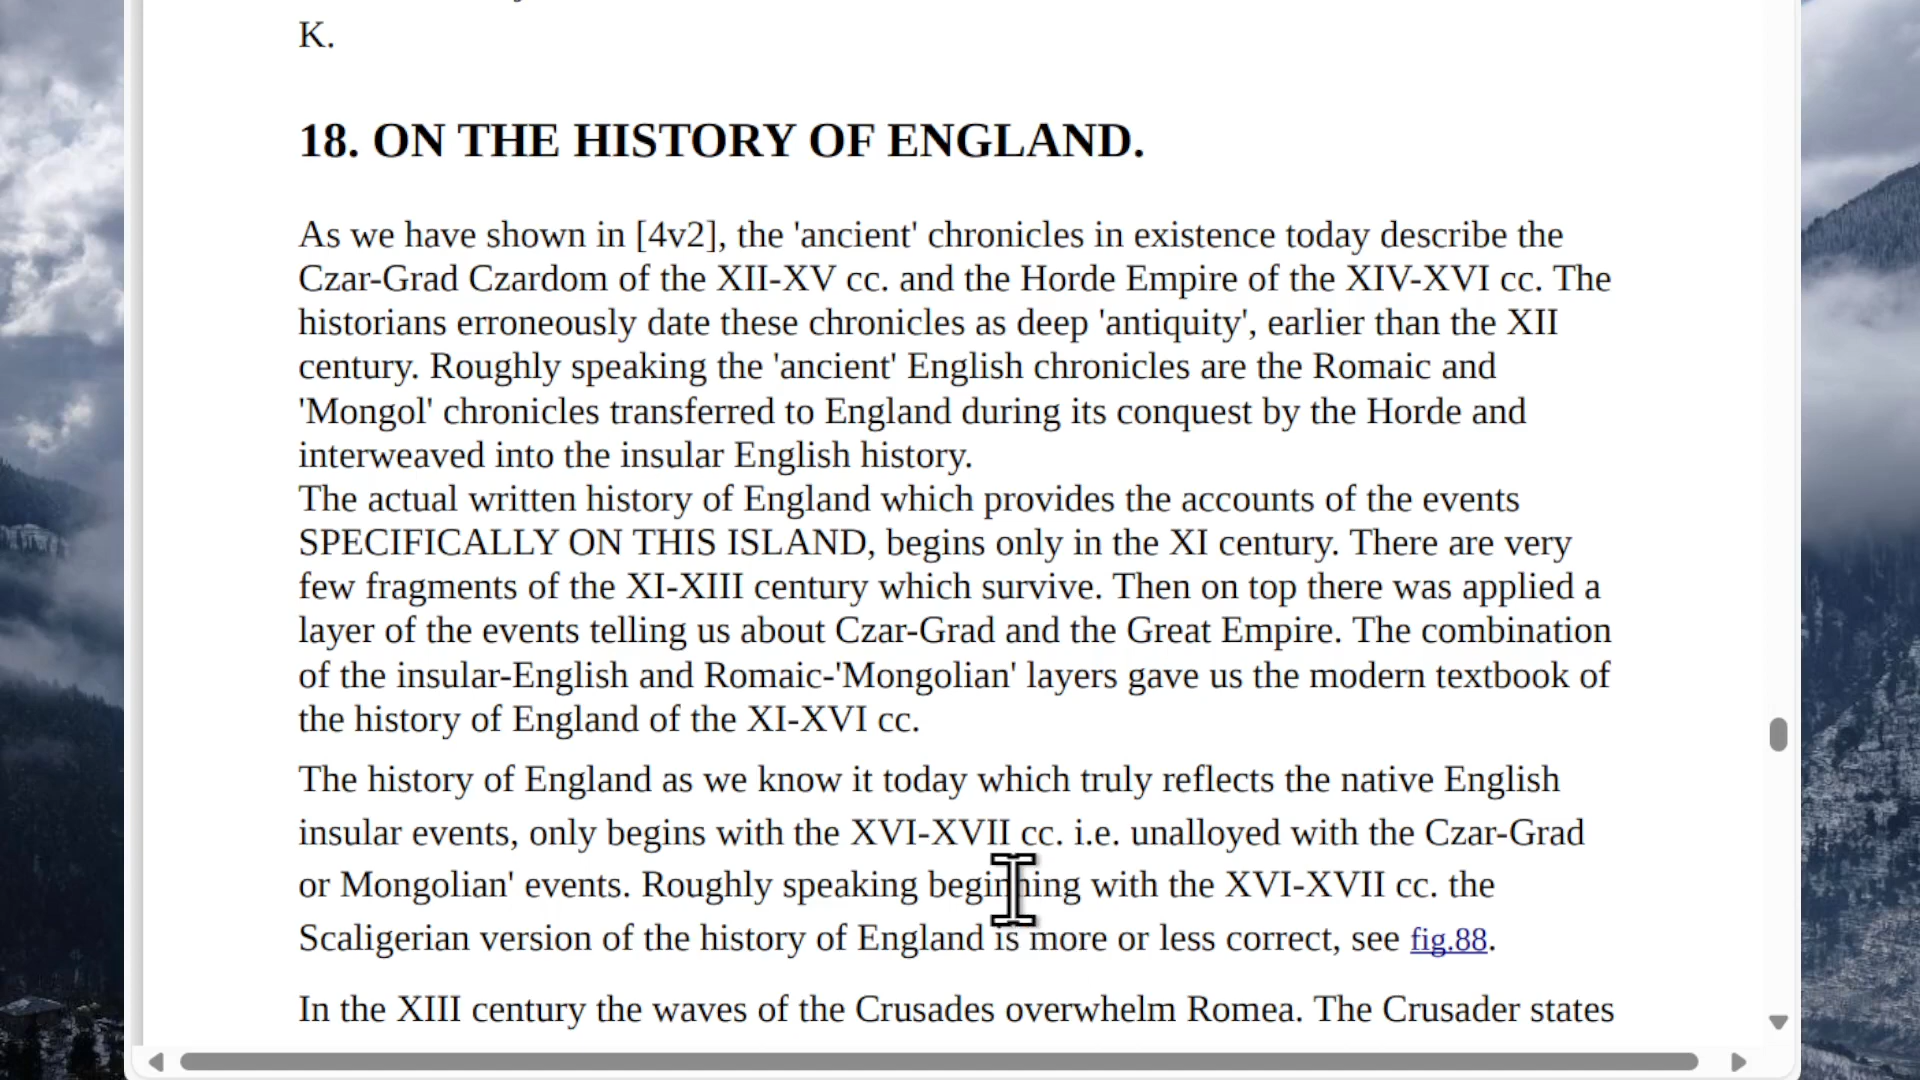 K.
18. ON THE HISTORY OF ENGLAND.
As we have shown in [4v2], the 'ancient' chronicles in existence today describe the
Czar-Grad Czardom of the XII-XV cc. and the Horde Empire of the XIV-XVI cc. The
historians erroneously date these chronicles as deep 'antiquity', earlier than the XII
century. Roughly speaking the 'ancient' English chronicles are the Romaic and
'Mongol' chronicles transferred to England during its conquest by the Horde and
interweaved into the insular English history.
The actual written history of England which provides the accounts of the events
SPECIFICALLY ON THIS ISLAND, begins only in the XI century. There are very
few fragments of the XI-XIII century which survive. Then on top there was applied a
layer of the events telling us about Czar-Grad and the Great Empire. The combination
of the insular-English and Romaic-'Mongolian' layers gave us the modern textbook of
the history of England of the XI-XVI cc.
The history of England as we know it today which truly reflects the native English
insular events, only begins with the XVI-XVII cc. i.e. unalloyed with the Czar-Grad
or Mongolian' events. Roughly speaking beginning with the XVI-XVII cc. the
Scaligerian version of the history of England is more or less correct, see fig.88.
In the XIII century the waves of the Crusades overwhelm Romea. The Crusader states